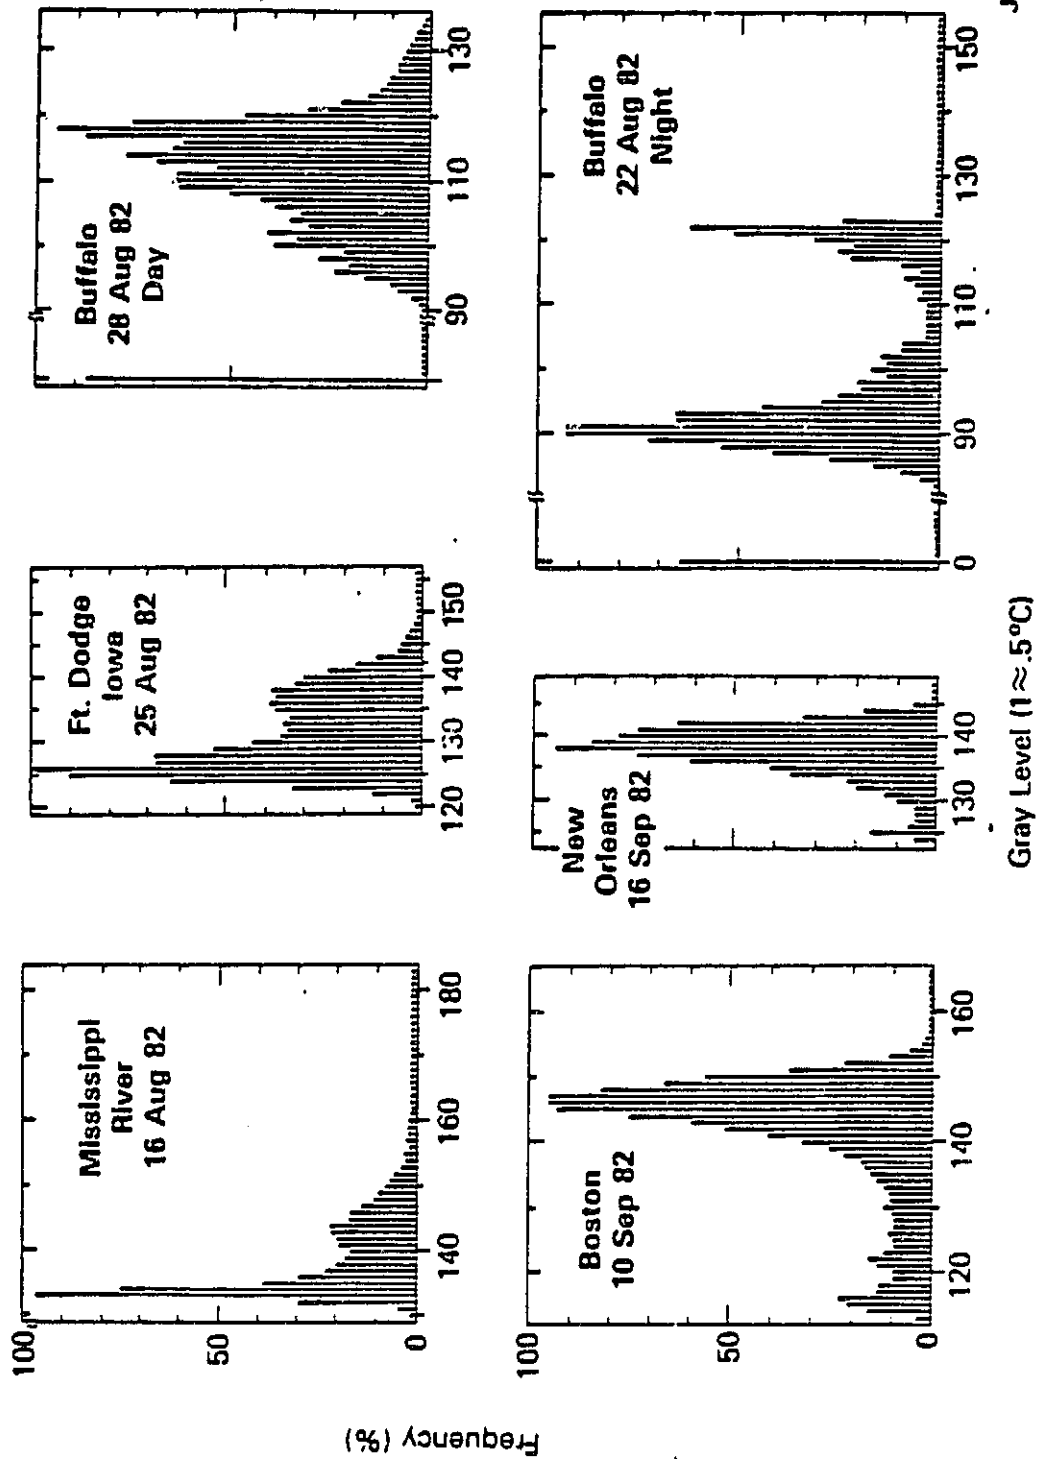 Frequency (%)
100
50
0
Mississippi
River
16 Aug 82
140
160
180
Ft. Dodge
Iowa
25 Aug 82
120
130
140
150
Buffalo
28 Aug 82
Day
90
110
130
100
50
0
Boston
10 Sep 82
120
140
160
New
Orleans
16 Sep 82
130
140
Buffalo
22 Aug 82
Night
0
90
110
130
150
Gray Level (1≈.5°C)
J